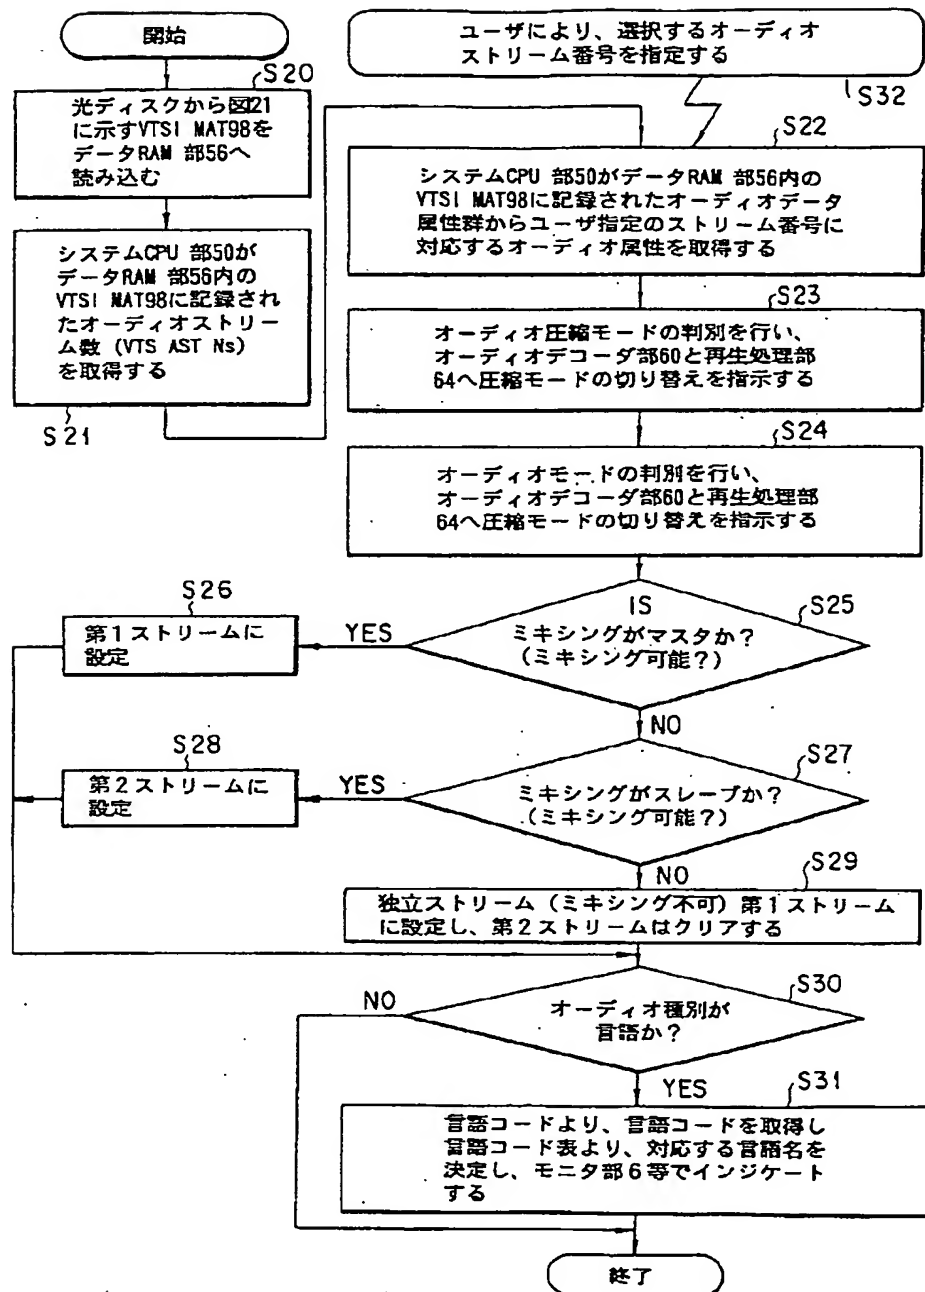 開始
S20
光ディスクから図21
に示すVTSI MAT98を
データRAM 部56へ
読み込む
システムCPU 部50が
データRAM 部56内の
VTSI MAT98に記録され
たオーディオストリー
ム数 (VTS AST Ns)
を取得する
S21
ユーザにより、選択するオーディオ
ストリーム番号を指定する
S32
S22
システムCPU 部50がデータRAM 部56内の
VTSI MAT98に記録されたオーディオデータ
属性群からユーザ指定のストリーム番号に
対応するオーディオ属性を取得する
S23
オーディオ圧縮モードの判別を行い、
オーディオデコーダ部60と再生処理部
64へ圧縮モードの切り替えを指示する
S24
オーディオモードの判別を行い、
オーディオデコーダ部60と再生処理部
64へ圧縮モードの切り替えを指示する
S25
IS
ミキシングがマスタか?
(ミキシング可能?)
YES
S26
第1ストリームに
設定
NO
S27
ミキシングがスレーブか?
(ミキシング可能?)
YES
S28
第2ストリームに
設定
NO
S29
独立ストリーム (ミキシング不可) 第1ストリーム
に設定し、第2ストリームはクリアする
S30
オーディオ種別が
言語か?
NO
YES
S31
言語コードより、言語コードを取得し
言語コード表より、対応する言語名を
決定し、モニタ部6等でインジケート
する
終了